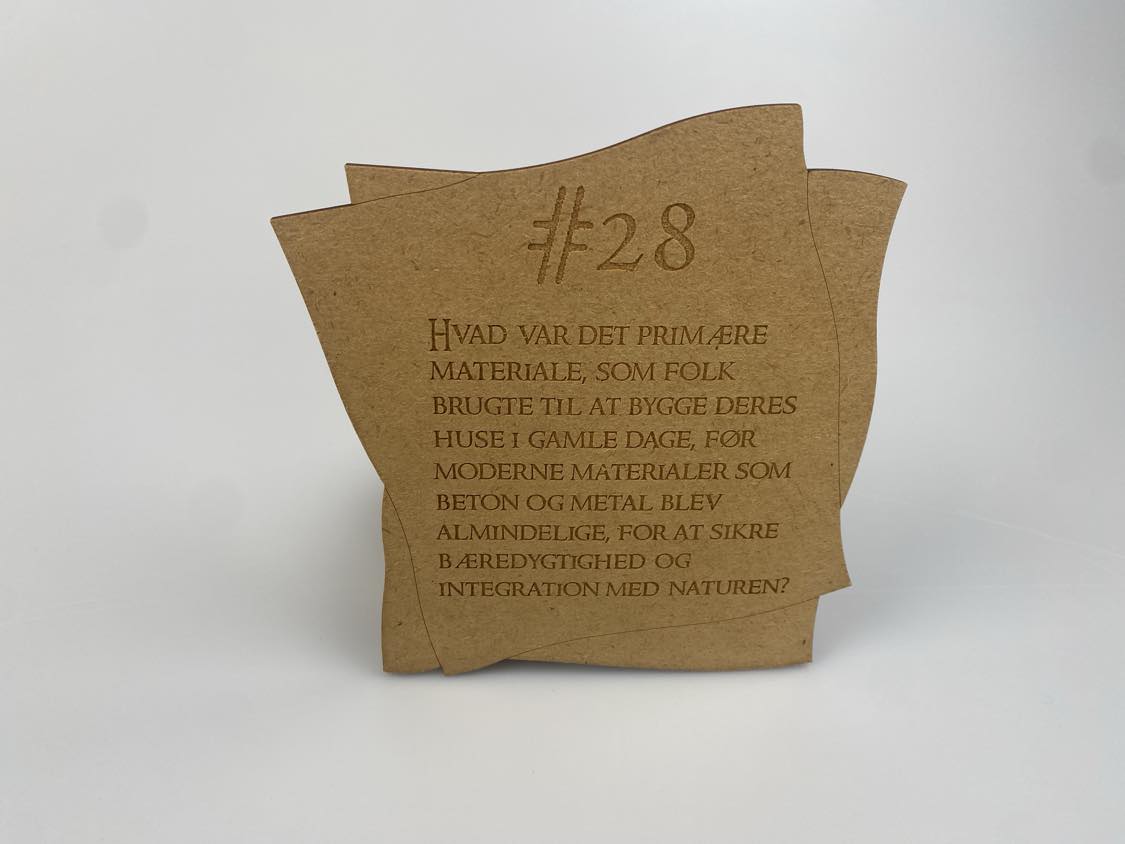 #28
HVAD VAR DET PRIMÆRE
MATERIALE, SOM FOLK
BRUGTE TIL AT BYGGE DERES
HUSE I GAMLE DAGE, FØR
MODERNE MATERIALER SOM
BETON OG METAL BLEV
ALMINDELIGE, FOR AT SIKRE
BÆREDYGTIGHED OG
INTEGRATION MED NATUREN?